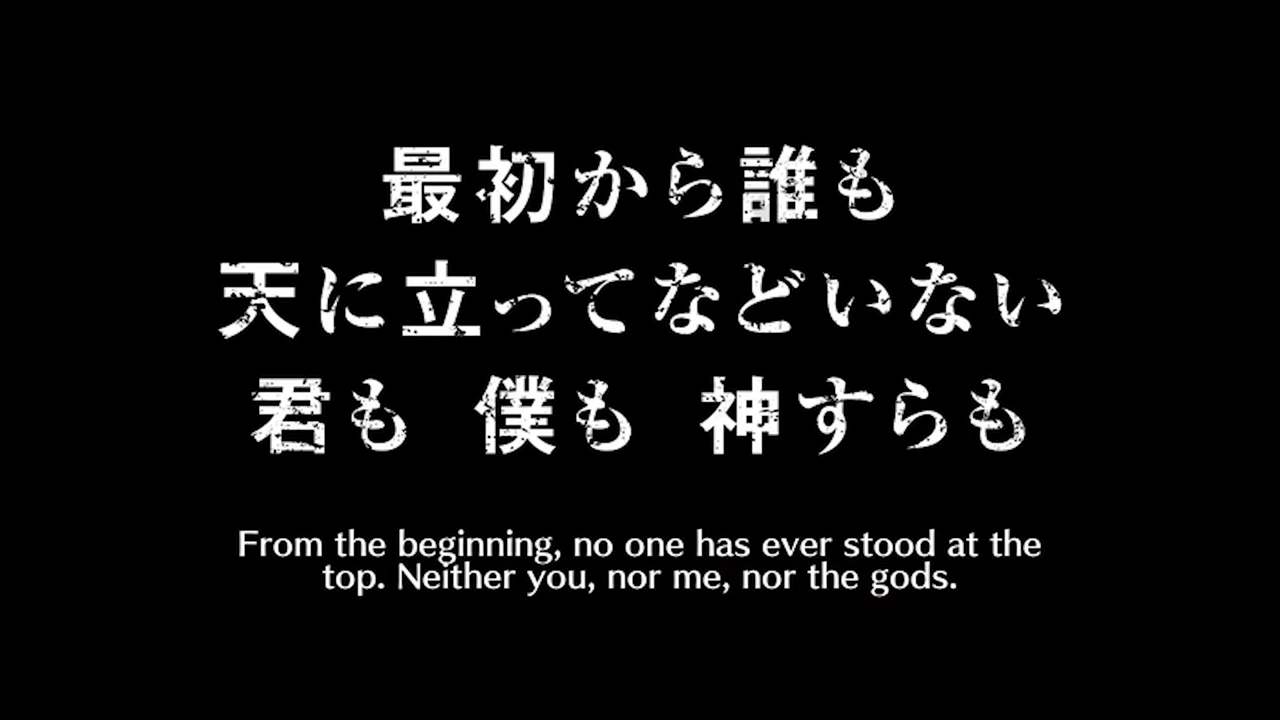 最初から誰も
天に立ってなどいない
君も 僕も 神すらも
From the beginning, no one has ever stood at the
top. Neither you, nor me, nor the gods.